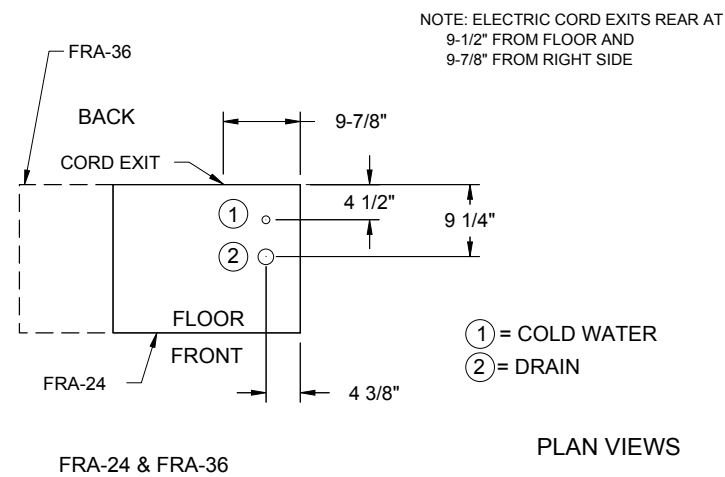 NOTE: ELECTRIC CORD EXITS REAR AT
9-1/2" FROM FLOOR AND
9-7/8" FROM RIGHT SIDE
FRA-36
BACK
9-7/8"
CORD EXIT
4 1/2"
9 1/4"
1
2
FLOOR
FRONT
1 = COLD WATER
2 = DRAIN
FRA-24
4 3/8"
PLAN VIEWS
FRA-24 & FRA-36